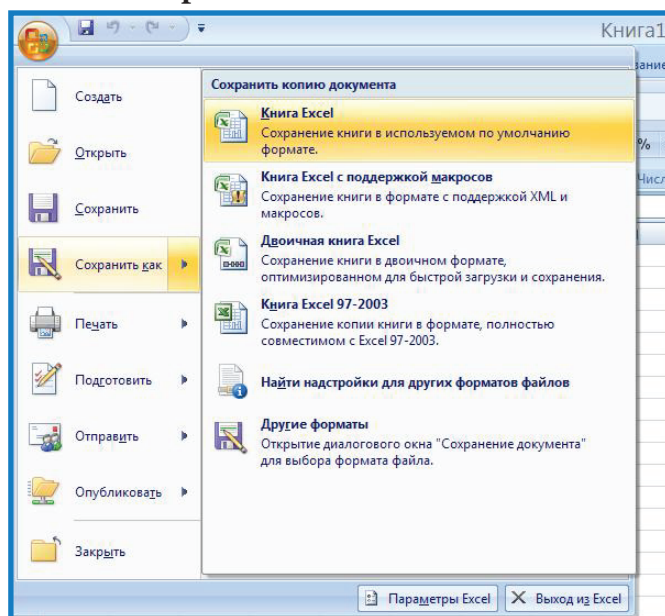 Книга1
Создать
Открыть
Сохранить
Сохранить как
Печать
Подготовить
Отправить
Опубликовать
Закрыть
Сохранить копию документа
Книга Excel
Сохранение книги в используемом по умолчанию
формате.
Книга Excel с поддержкой макросов
Сохранение книги в формате с поддержкой XML и
макросов.
Двоичная книга Excel
Сохранение книги в двоичном формате,
оптимизированном для быстрой загрузки и сохранения.
Книга Excel 97-2003
Сохранение копии книги в формате, полностью
совместимом с Excel 97-2003.
Найти надстройки для других форматов файлов
Другие форматы
Открытие диалогового окна "Сохранение документа"
для выбора формата файла.
%
Параметры Excel
Выход из Excel